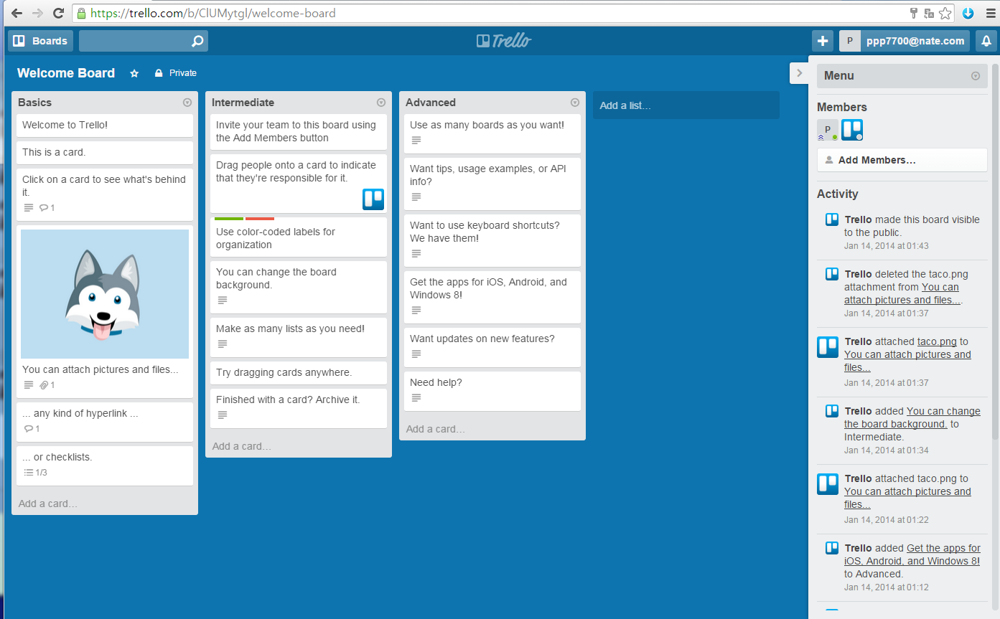 https://trello.com/b/ClUMytgl/welcome-board
Boards
Trello
P
ppp7700@nate.com
Welcome Board
Private
Basics
Welcome to Trello!
This is a card.
Click on a card to see what's behind
it.
1
You can attach pictures and files...
1
... any kind of hyperlink ...
1
... or checklists.
1/3
Add a card…
Intermediate
Invite your team to this board using
the Add Members button
Drag people onto a card to indicate
that they're responsible for it.
Use color-coded labels for
organization
You can change the board
background.
Make as many lists as you need!
Try dragging cards anywhere.
Finished with a card? Archive it.
Add a card…
Advanced
Use as many boards as you want!
Want tips, usage examples, or API
info?
Want to use keyboard shortcuts?
We have them!
Get the apps for iOS, Android, and
Windows 8!
Want updates on new features?
Need help?
Add a card…
Add a list…
Menu
Members
P
Add Members…
Activity
Trello made this board visible
to the public.
Jan 14, 2014 at 01:43
Trello deleted the taco.png
attachment from You can
attach pictures and files....
Jan 14, 2014 at 01:37
Trello attached taco.png to
You can attach pictures and
files...
Jan 14, 2014 at 01:37
Trello added You can change
the board background. to
Intermediate.
Jan 14, 2014 at 01:34
Trello attached taco.png to
You can attach pictures and
files...
Jan 14, 2014 at 01:22
Trello added Get the apps for
iOS, Android, and Windows 8!
to Advanced.
Jan 14, 2014 at 01:12